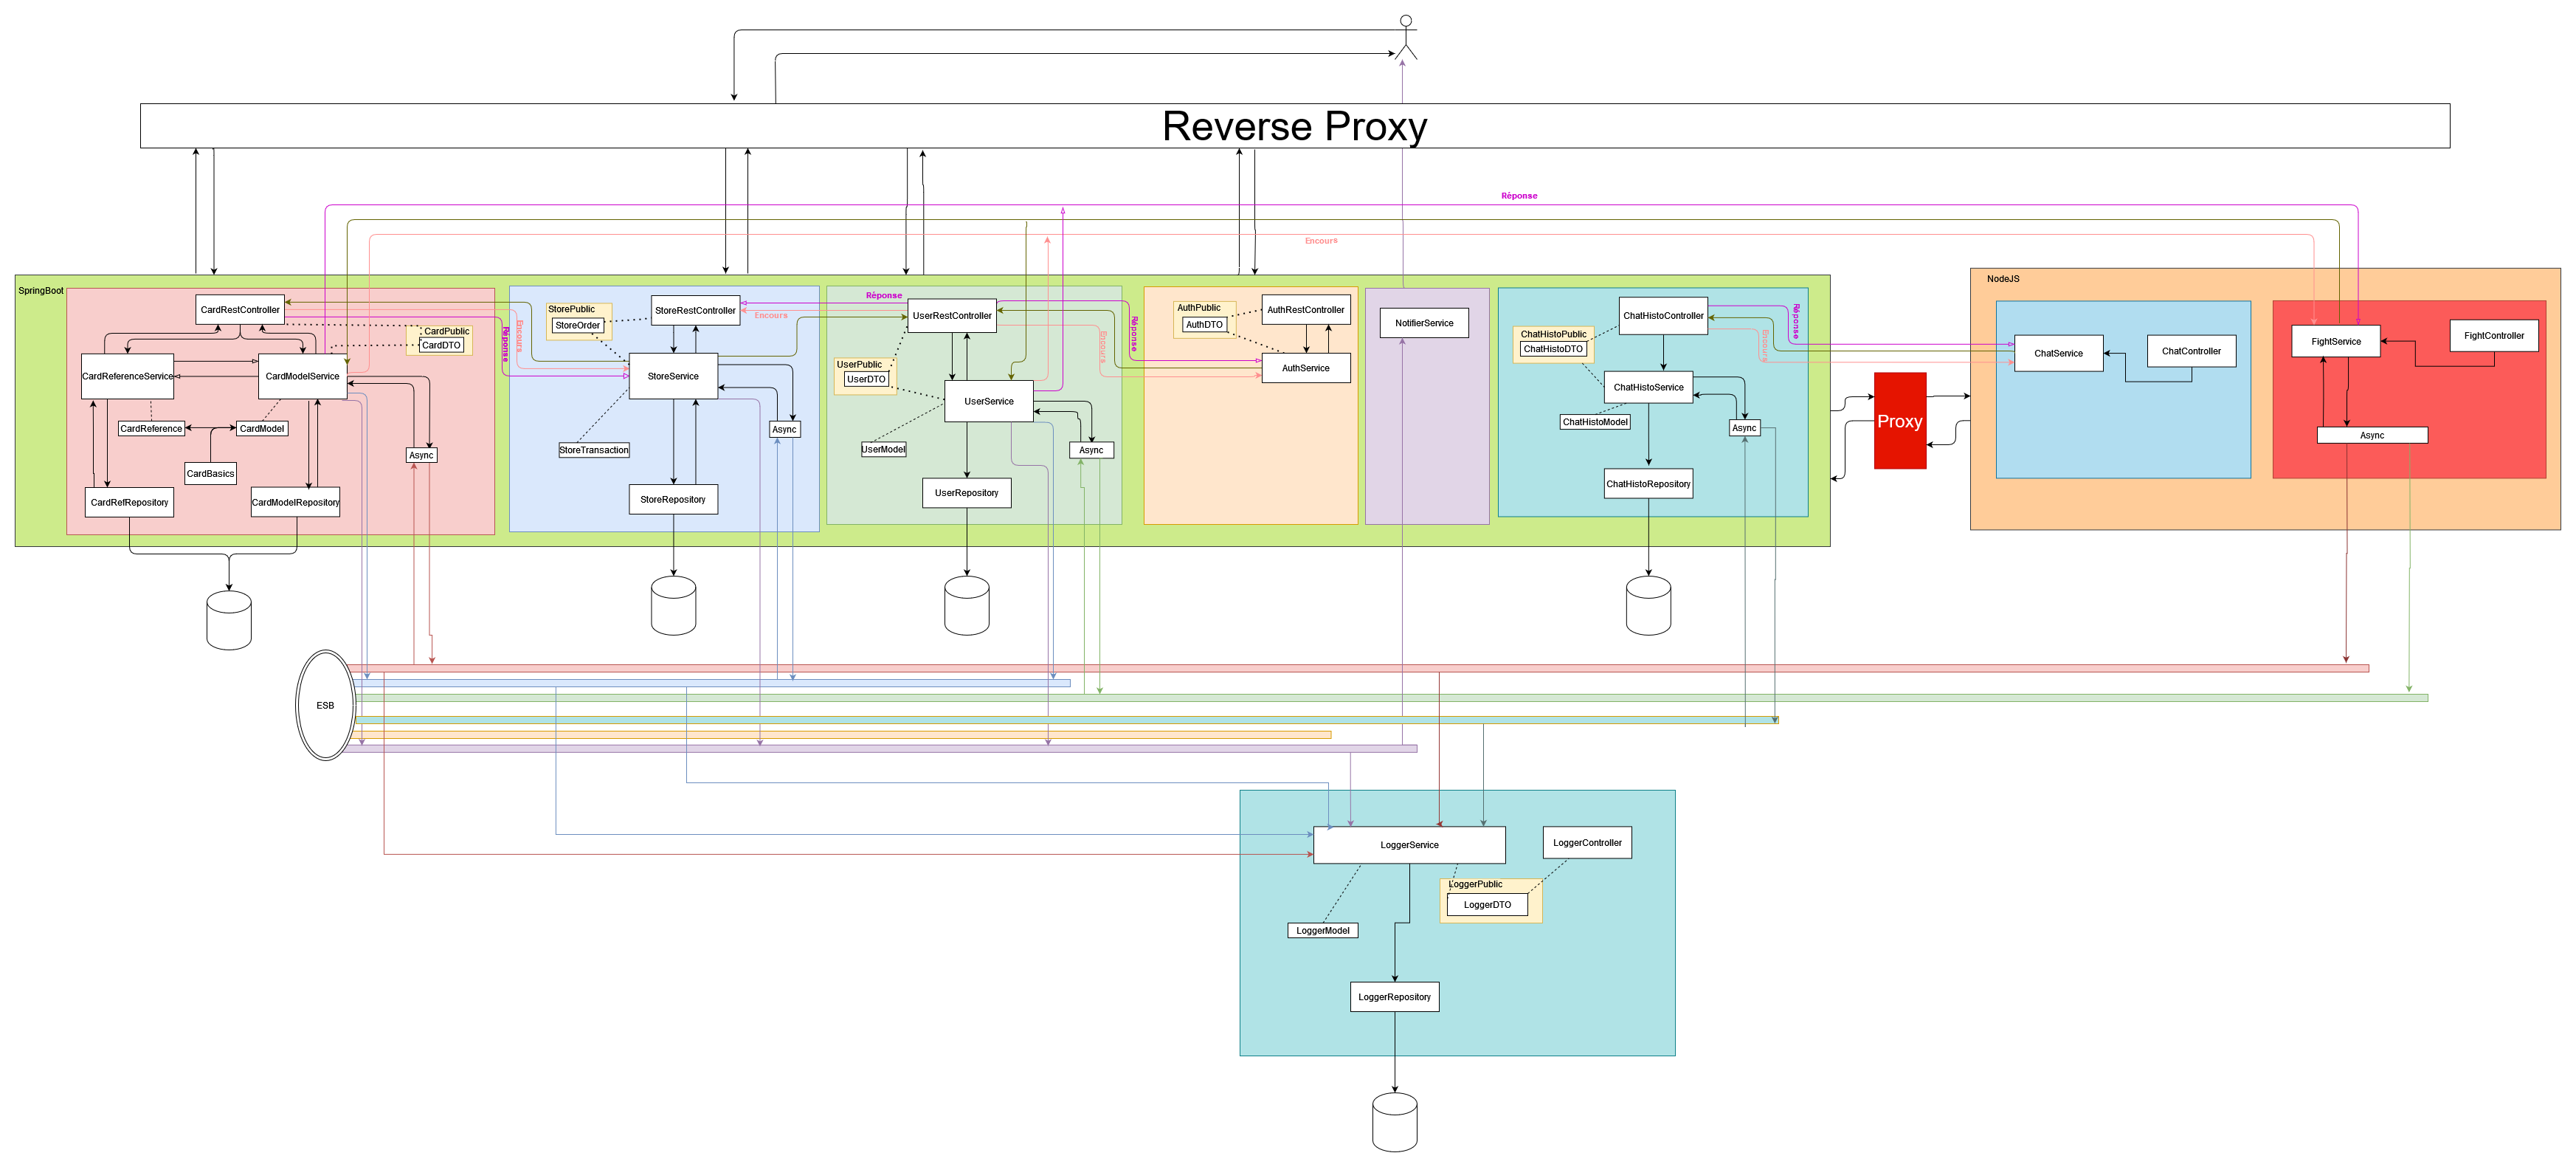 Reverse Proxy
Réponse
Encours
SpringBoot
CardRestController
CardPublic
CardDTO
CardReferenceService
CardModelService
CardReference
CardModel
CardBasics
Async
CardRefRepository
CardModelRepository
Réponse
Encours
StorePublic
StoreOrder
StoreRestController
StoreService
StoreTransaction
Async
StoreRepository
Réponse
Encours
UserRestController
UserPublic
UserDTO
UserService
UserModel
Async
UserRepository
Encours
Réponse
AuthPublic
AuthDTO
AuthRestController
AuthService
NotifierService
ChatHistoController
ChatHistoPublic
ChatHistoDTO
ChatHistoService
ChatHistoModel
Async
ChatHistoRepository
Encours
Réponse
Proxy
NodeJS
ChatService
ChatController
FightService
FightController
Async
ESB
LoggerService
LoggerController
LoggerPublic
LoggerDTO
LoggerModel
LoggerRepository